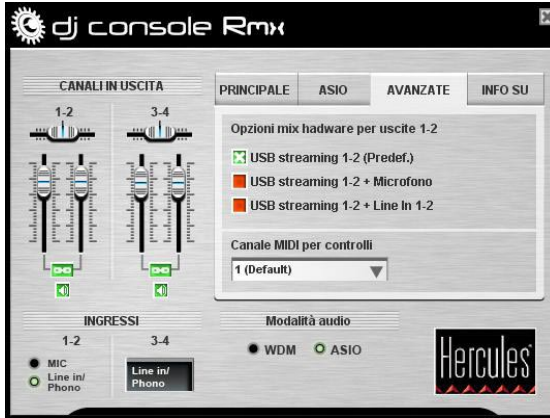 dj console Rmx
CANALI IN USCITA
1-2
3-4
PRINCIPALE
ASIO
AVANZATE
INFO SU
Opzioni mix hadware per uscite 1-2
USB streaming 1-2 (Predef.)
USB streaming 1-2 + Microfono
USB streaming 1-2 + Line In 1-2
Canale MIDI per controlli
1 (Default)
INGRESSI
1-2
3-4
MIC
Line in/
Phono
Line in/
Phono
Modalità audio
WDM
ASIO
Hercules